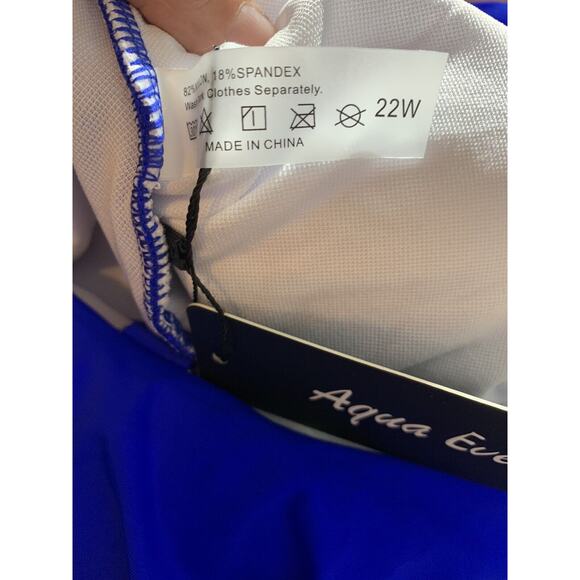 18%SPANDEX
Clothes Separately.
22W
MADE IN CHINA
Aqua